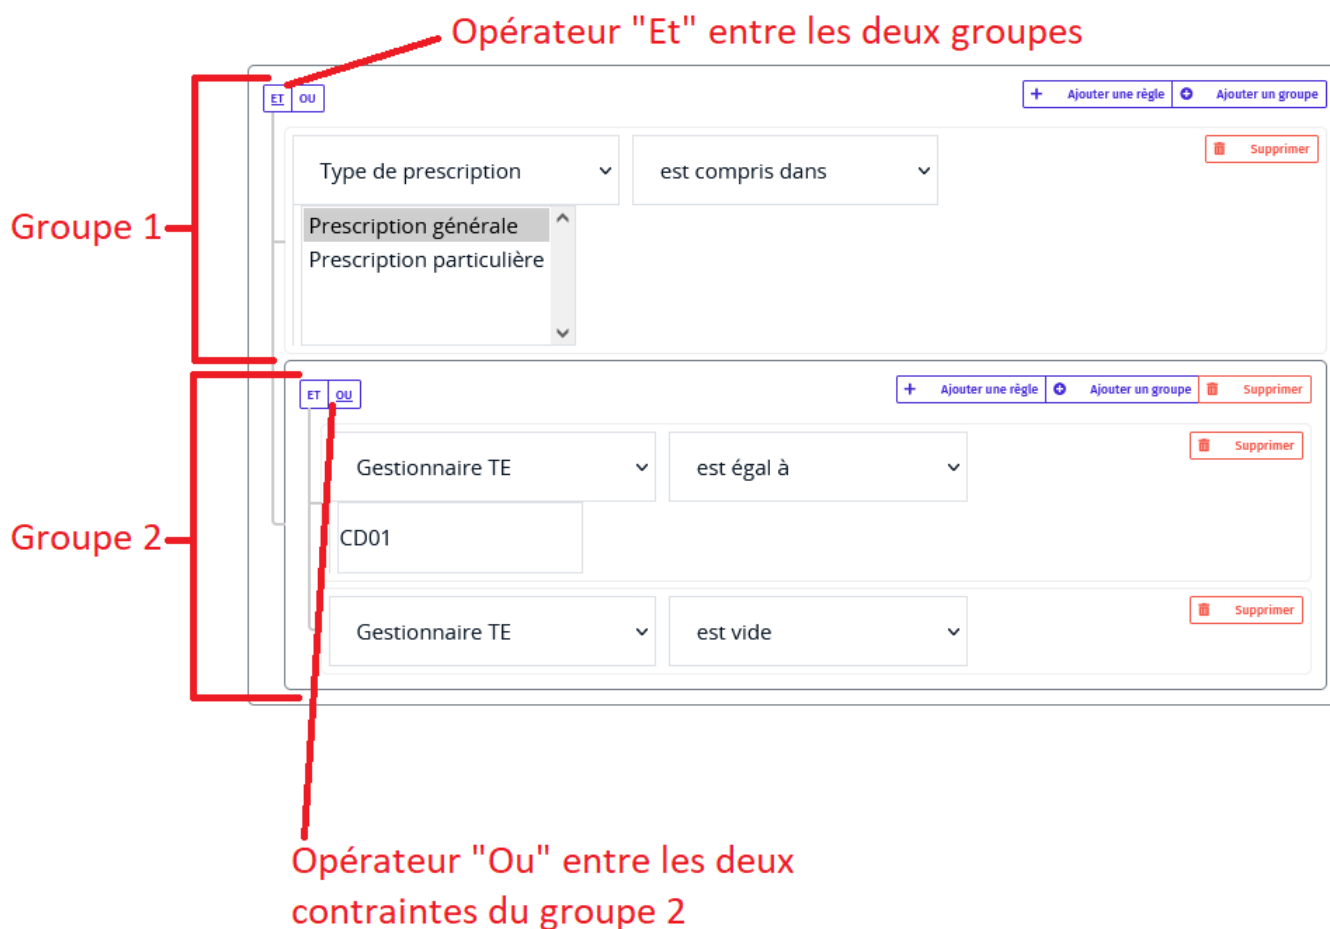 Opérateur "Et" entre les deux groupes
ET OU
Ajouter une règle Ajouter un groupe
Supprimer
Type de prescription est compris dans
Groupe 1
Prescription générale
Prescription particulière
ET OU
Ajouter une règle Ajouter un groupe Supprimer
Supprimer
Gestionnaire TE est égal à
Groupe 2
CD01
Supprimer
Gestionnaire TE est vide
Opérateur "Ou" entre les deux
contraintes du groupe 2